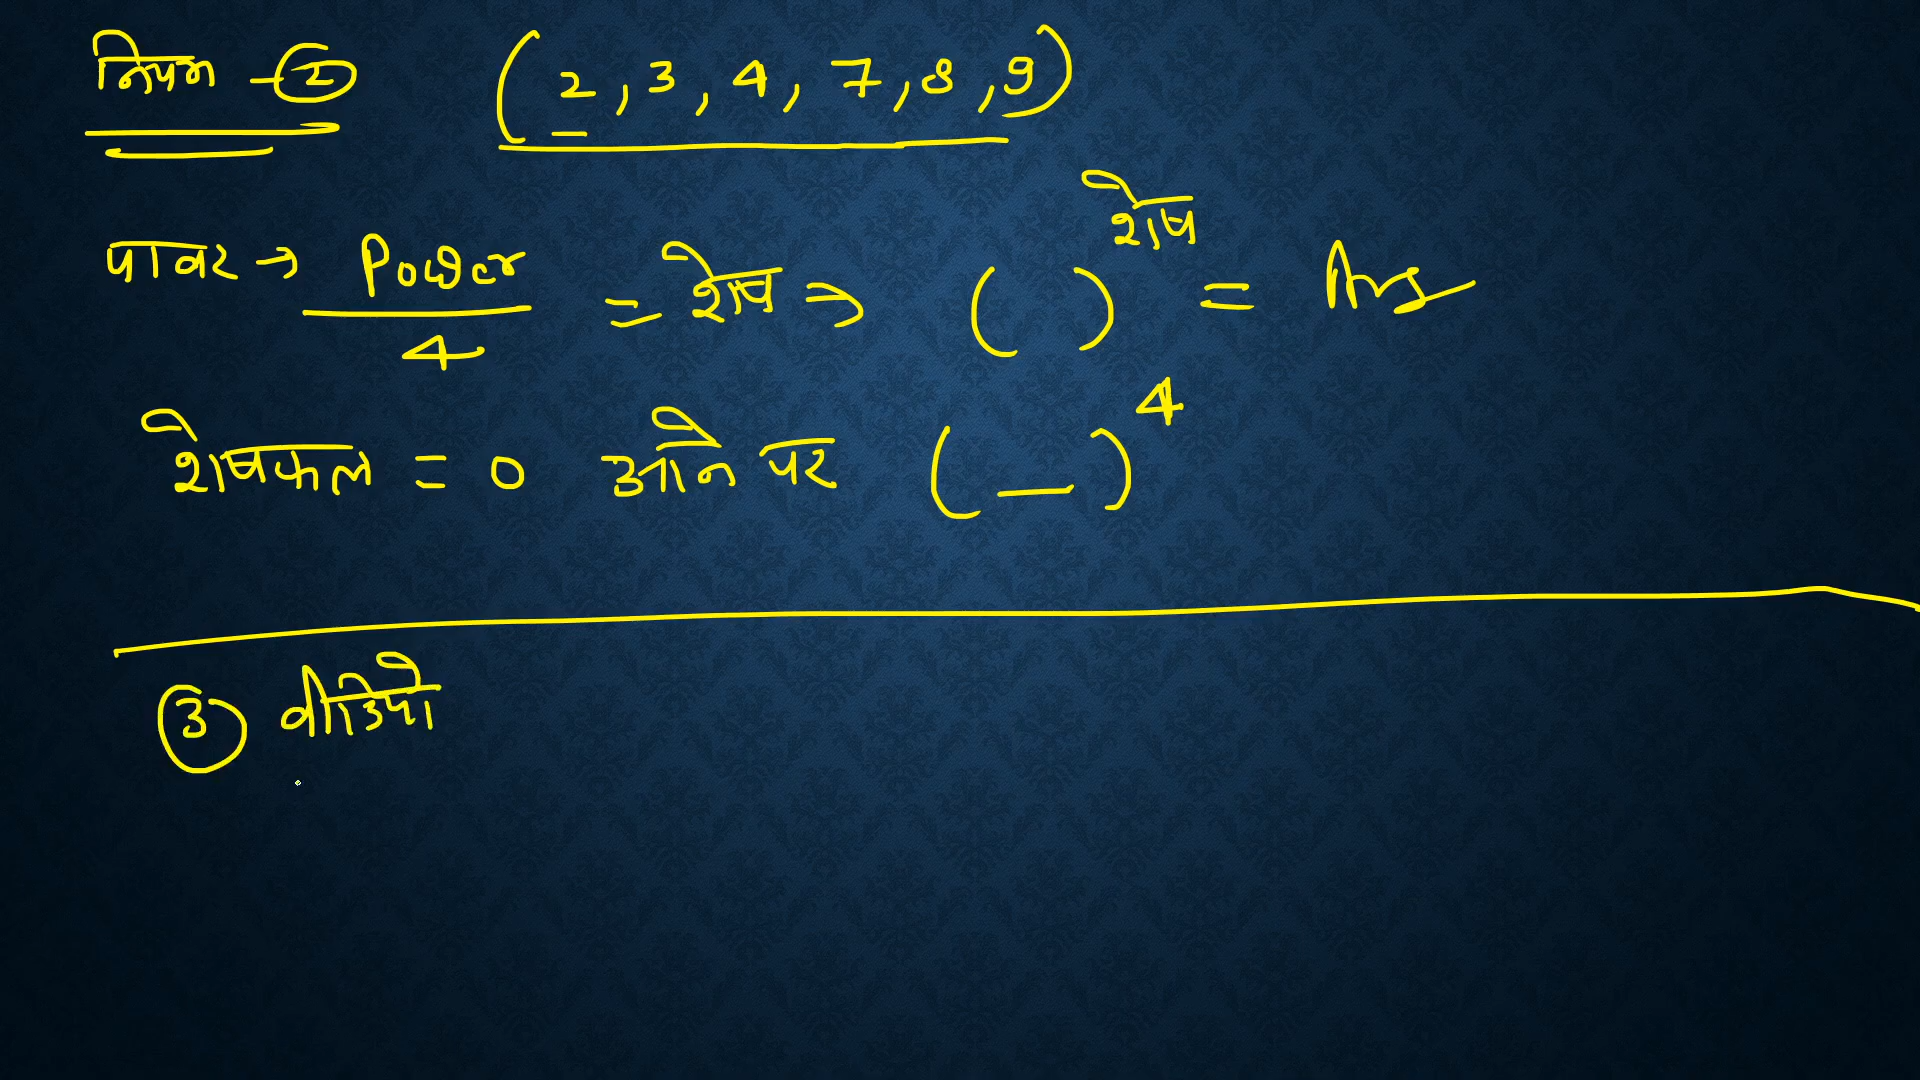 नियम - ② (2, 3, 4, 7, 8, 9)
पावर → Power/4 = शेष → ( )^शेष = Ans
शेषफल = 0 आने पर (_)^4
③ वीडियो